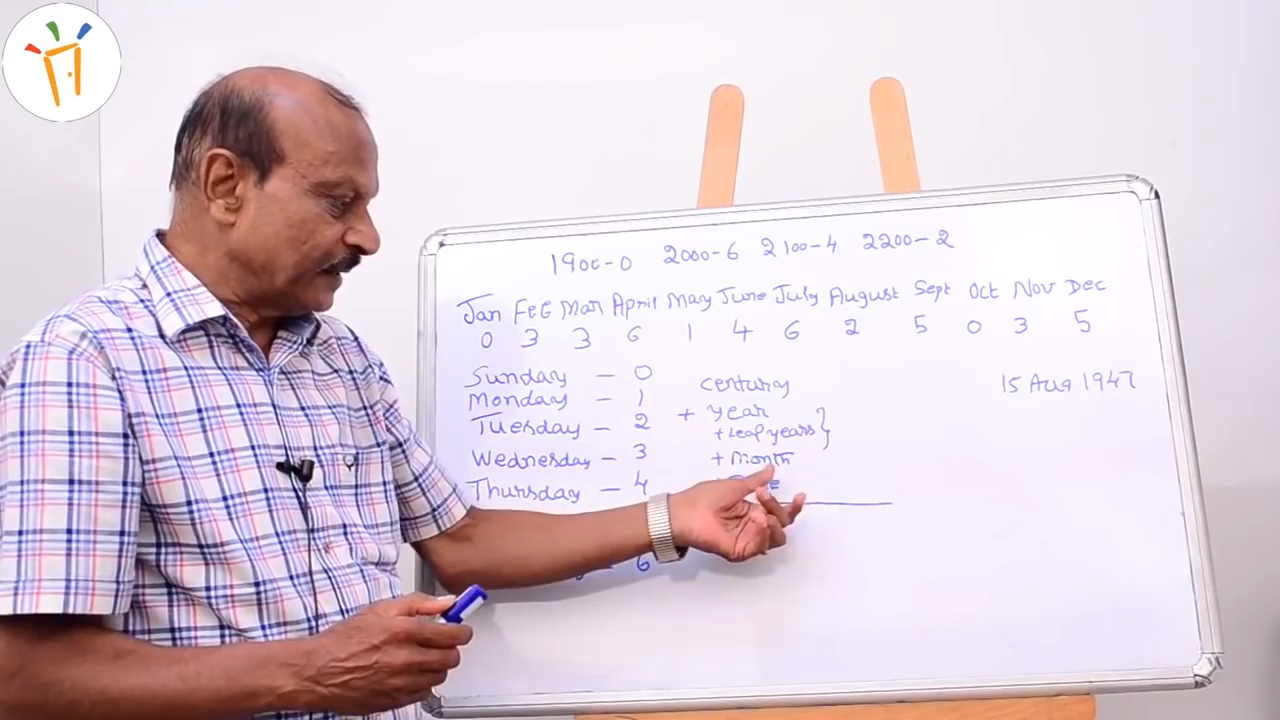 1900-0 2000-6 2100-4 2200-2
Jan Feb Mar April May June July August Sept Oct Nov Dec
0 3 3 6 1 4 6 2 5 0 3 5
Sunday - 0
Monday - 1
Tuesday - 2
Wednesday - 3
Thursday - 4
- 6
century
+ year
+ Leap years }
+ Month
15 Aug 1947